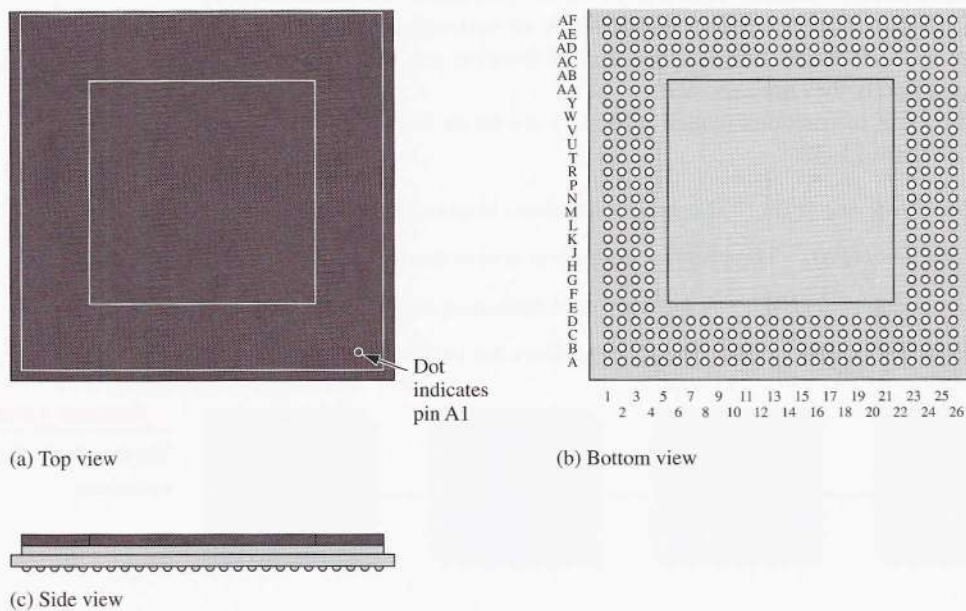 AF
AE
AD
AC
AB
AA
Y
W
V
U
T
R
P
N
M
L
K
J
H
G
F
E
D
C
B
A
1 3 5 7 9 11 13 15 17 19 21 23 25
2 4 6 8 10 12 14 16 18 20 22 24 26
Dot
indicates
pin A1
(a) Top view
(b) Bottom view
(c) Side view